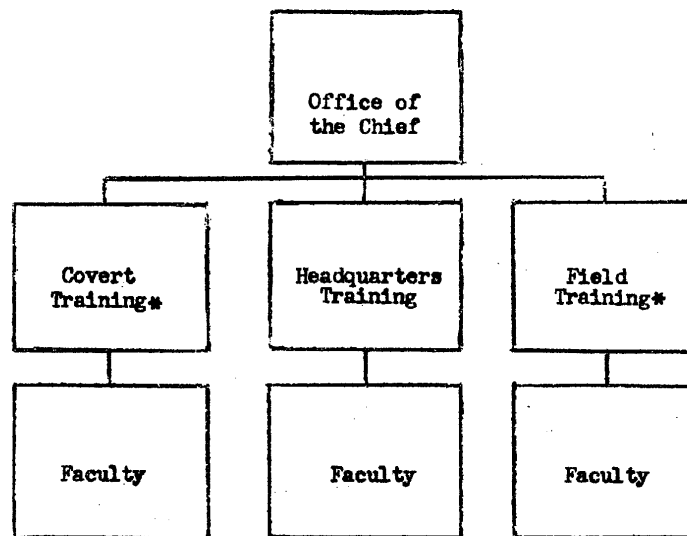 Office of
the Chief
Covert
Training*
Headquarters
Training
Field
Training*
Faculty
Faculty
Faculty